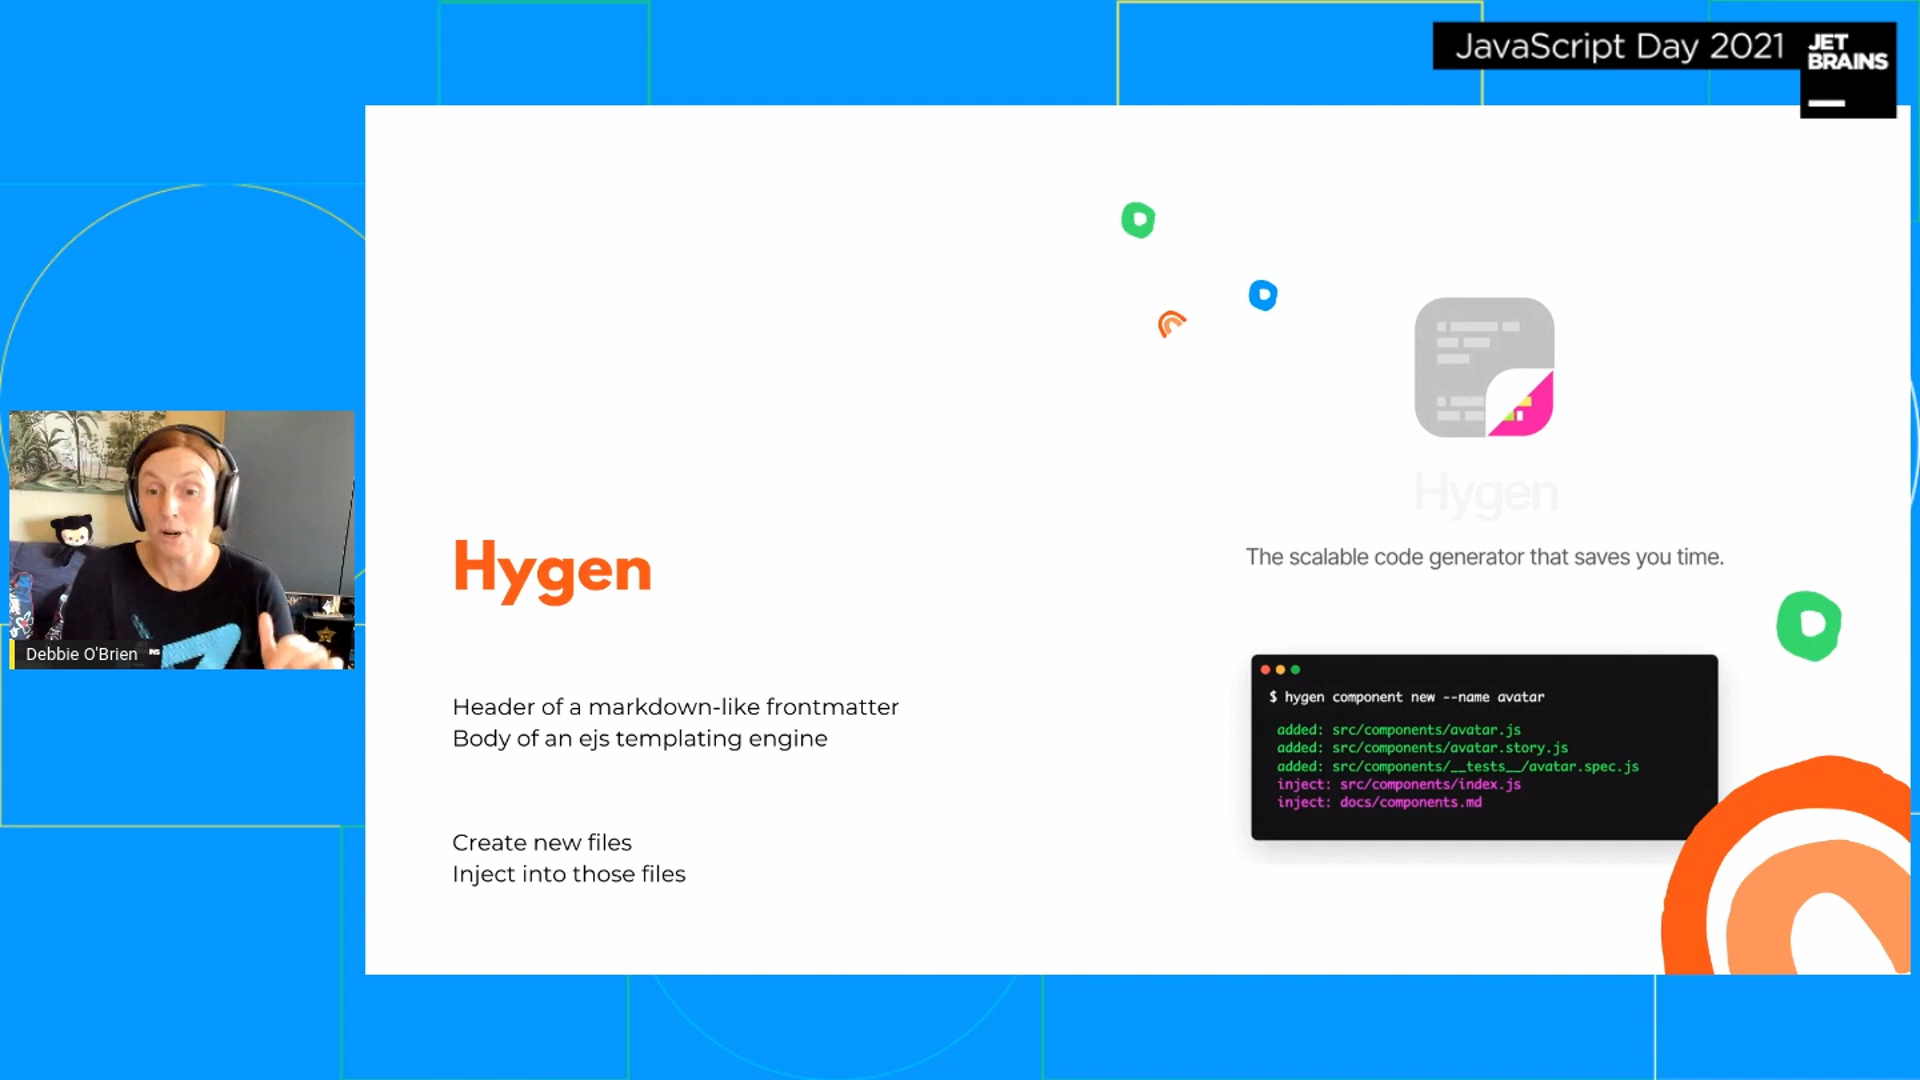 JavaScript Day 2021
JET
BRAINS
Hygen
The scalable code generator that saves you time.
Hygen
Header of a markdown-like frontmatter
Body of an ejs templating engine
Create new files
Inject into those files
$ hygen component new --name avatar
added: src/components/avatar.js
added: src/components/avatar.story.js
added: src/components/__tests__/avatar.spec.js
inject: src/components/index.js
inject: docs/components.md
Debbie O'Brien